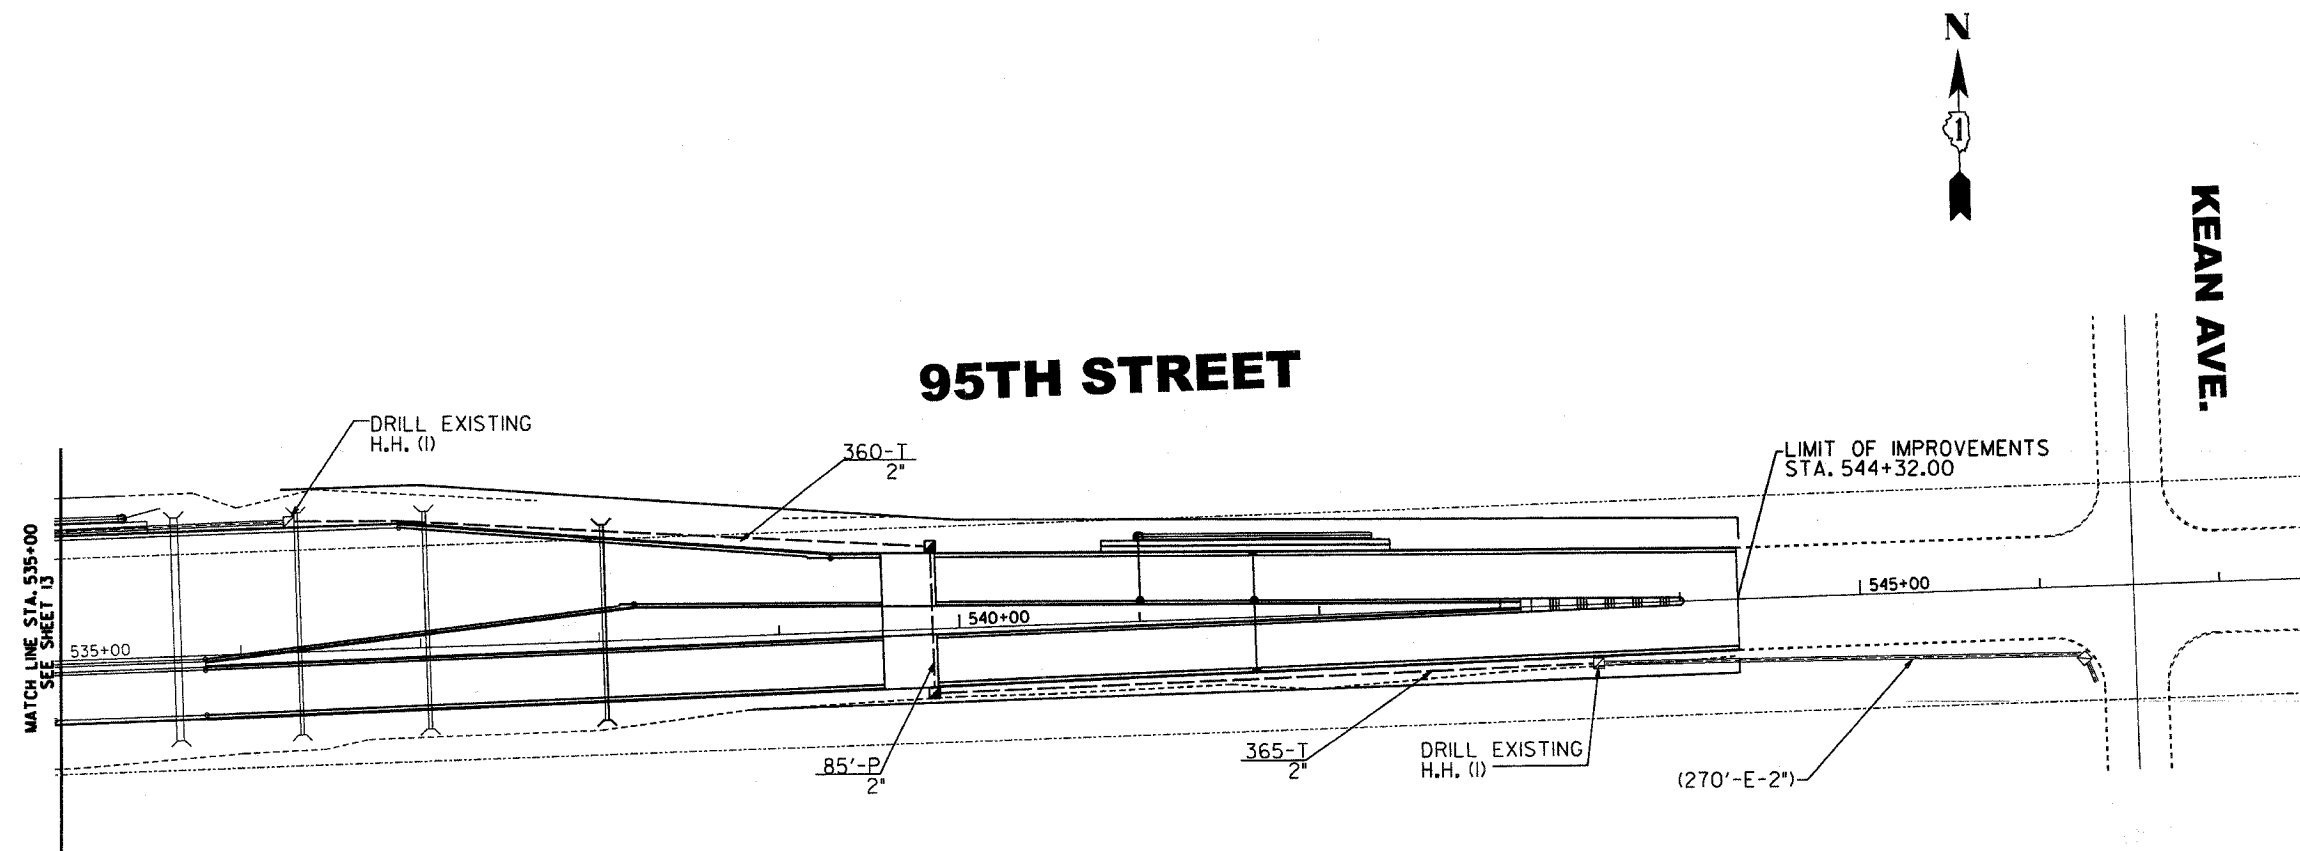 N
1
KEAN AVE.
95TH STREET
DRILL EXISTING
H.H. (1)
360-T
2"
LIMIT OF IMPROVEMENTS
STA. 544+32.00
MATCH LINE STA. 535+00
SEE SHEET 13
535+00
540+00
545+00
85'-P
2"
365-T
2"
DRILL EXISTING
H.H. (1)
(270'-E-2")